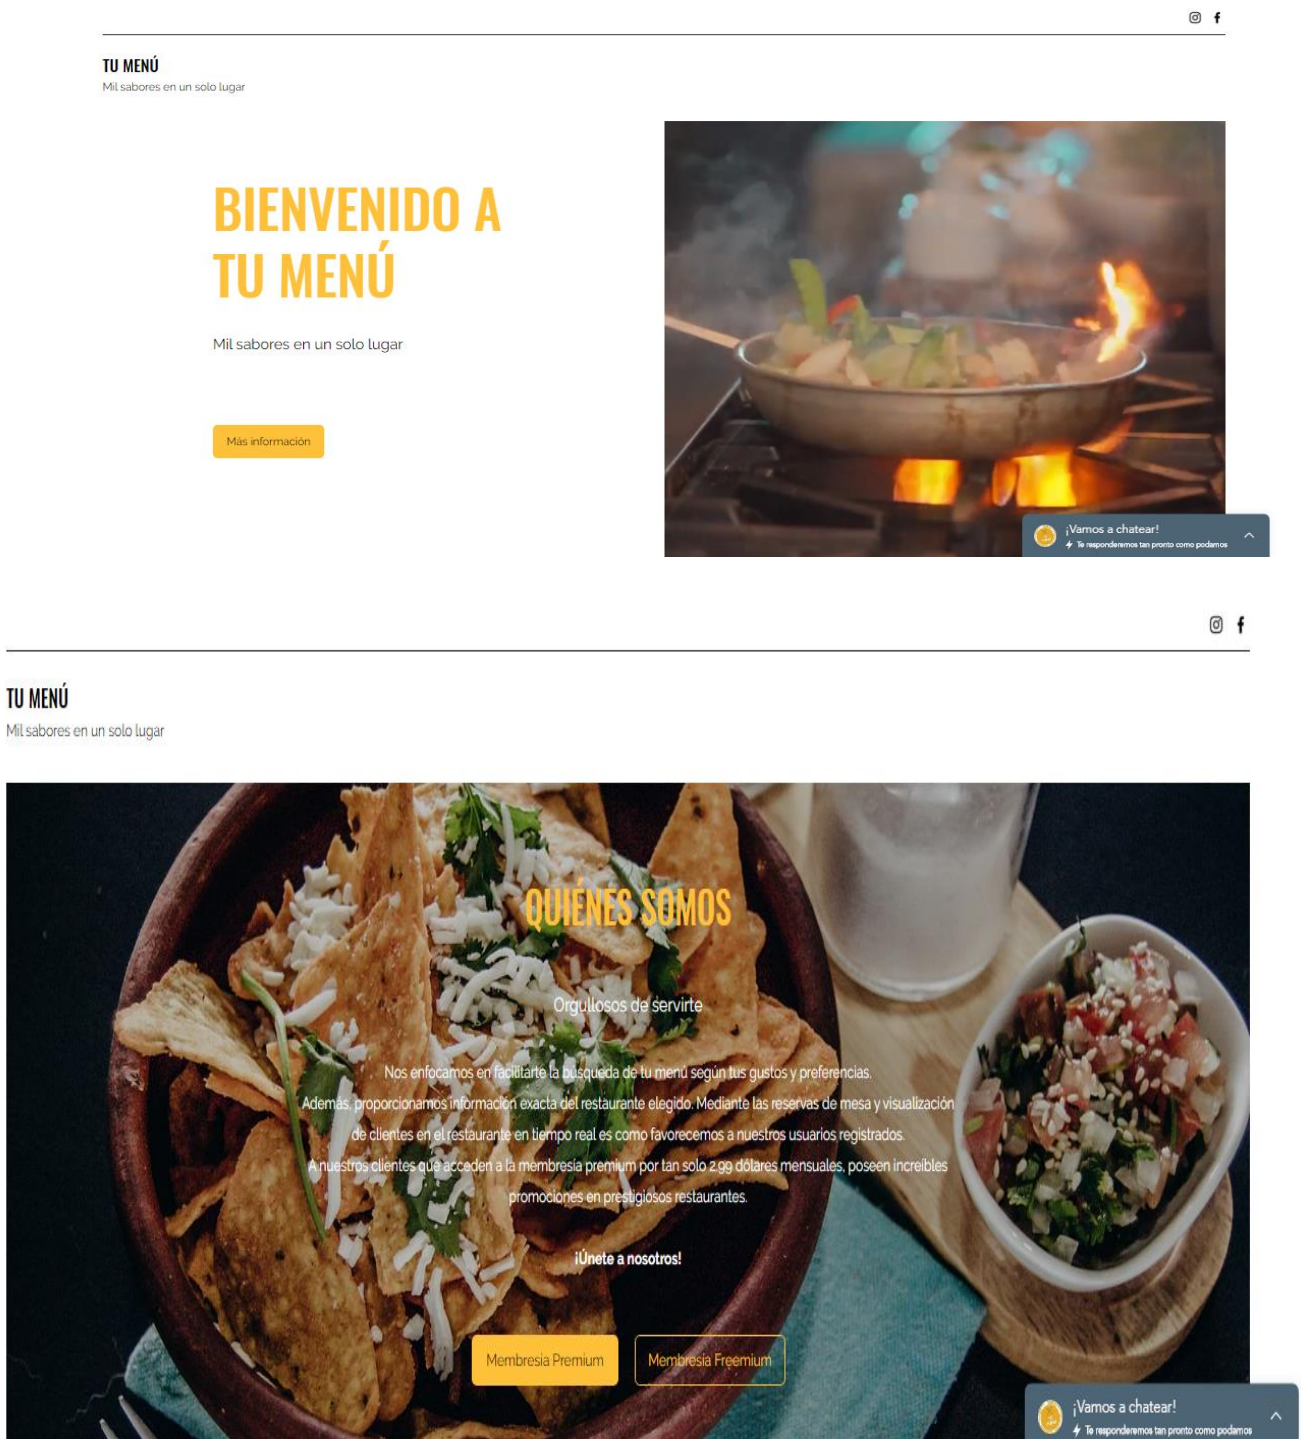 TU MENÚ
Mil sabores en un solo lugar
BIENVENIDO A
TU MENÚ
Mil sabores en un solo lugar
Más información
¡Vamos a chatear!
Te responderemos tan pronto como podamos
TU MENÚ
Mil sabores en un solo lugar
QUIÉNES SOMOS
Orgullosos de servirte
Nos enfocamos en facilitarte la búsqueda de tu menú según tus gustos y preferencias.
Además, proporcionamos información exacta del restaurante elegido. Mediante las reservas de mesa y visualización
de clientes en el restaurante en tiempo real es como favorecemos a nuestros usuarios registrados.
A nuestros clientes que acceden a la membresía premium por tan solo 2,99 dólares mensuales, poseen increíbles
promociones en prestigiosos restaurantes.
¡Únete a nosotros!
Membresia Premium
Membresia Freemium
¡Vamos a chatear!
Te responderemos tan pronto como podamos